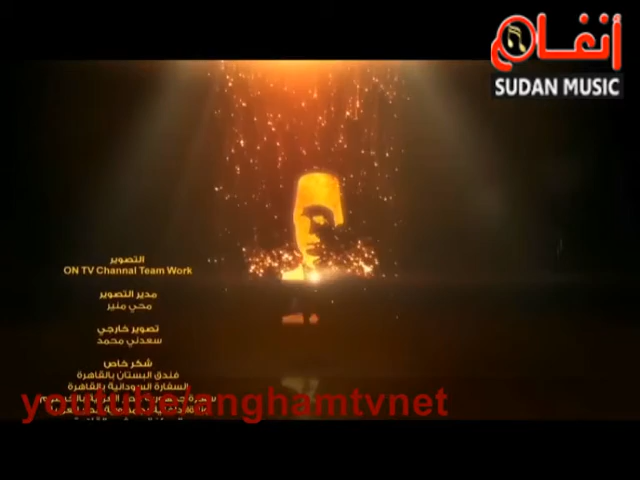 أنغام
SUDAN MUSIC
التصوير
ON TV Channal Team Work
مدير التصوير
محي منير
تصوير خارجي
سعدني محمد
شكر خاص
فندق البستان بالقاهرة
السفارة السودانية بالقاهرة
youtube/anghamtvnet